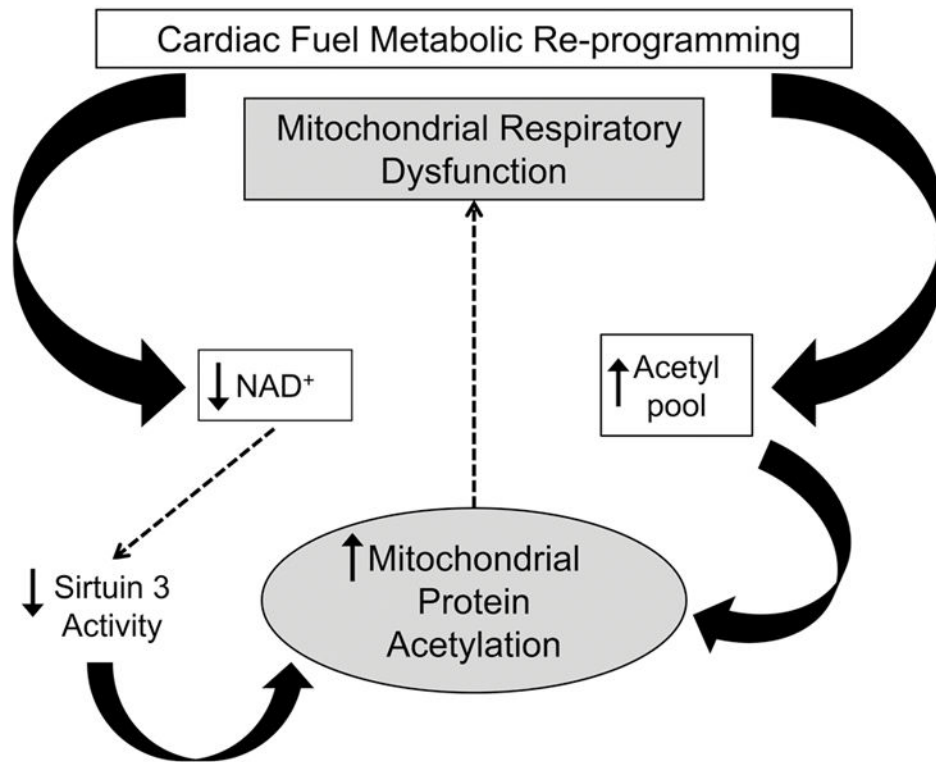 Cardiac Fuel Metabolic Re-programming
Mitochondrial Respiratory
Dysfunction
↓ NAD⁺
↑ Acetyl
pool
↓ Sirtuin 3
Activity
↑ Mitochondrial
Protein
Acetylation